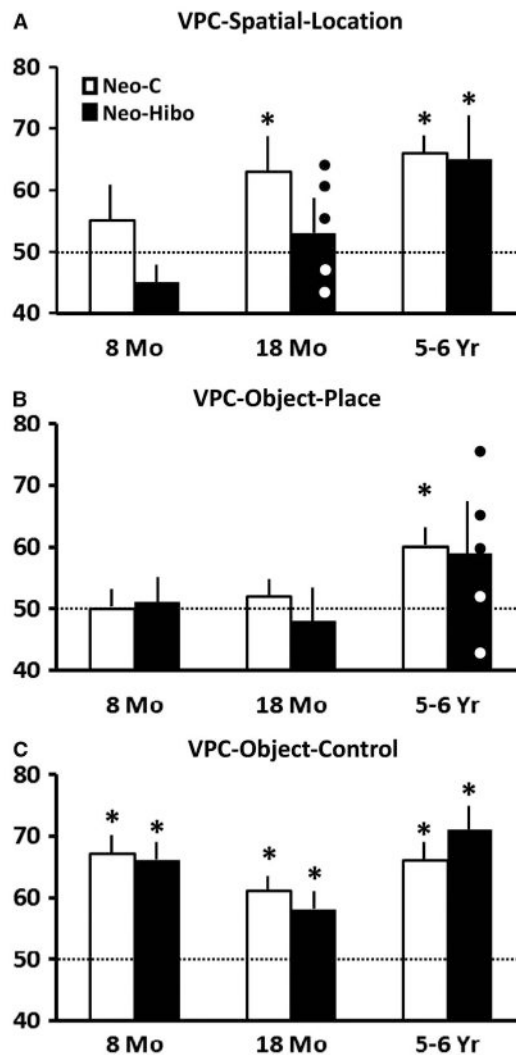 A VPC-Spatial-Location
80
Neo-C
70
Neo-Hibo
* * *
60
50
40
8 Mo 18 Mo 5-6 Yr
B VPC-Object-Place
80
70
*
60
50
40
8 Mo 18 Mo 5-6 Yr
C VPC-Object-Control
80
* * * * * *
70
60
50
40
8 Mo 18 Mo 5-6 Yr